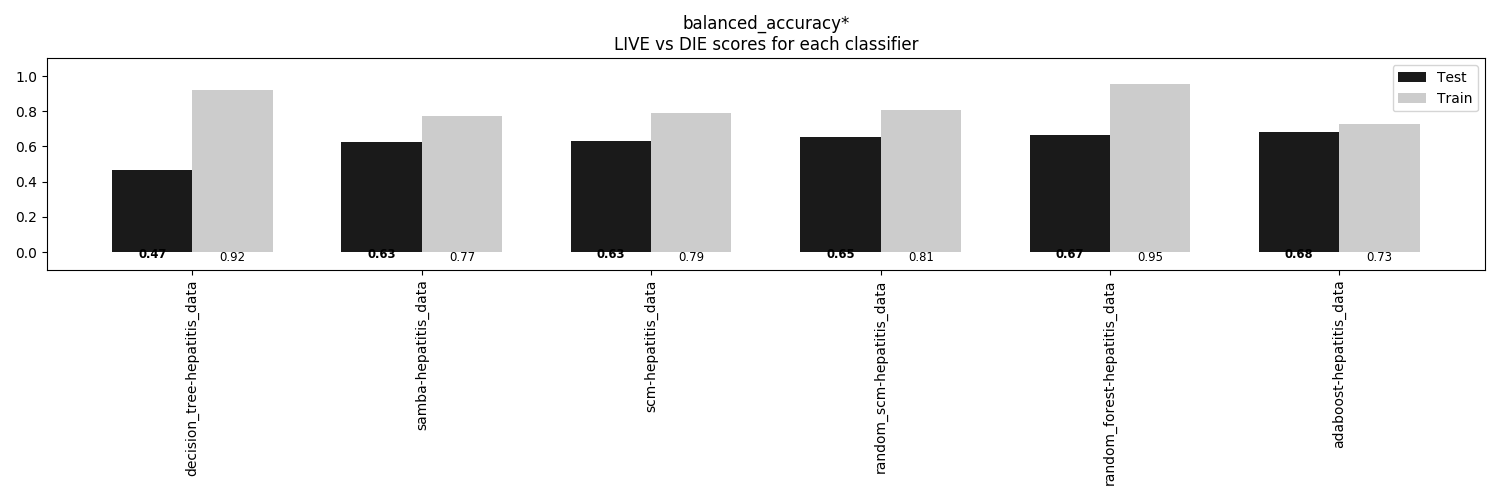 balanced_accuracy*
LIVE vs DIE scores for each classifier
Test
Train
1.0
0.8
0.6
0.4
0.2
0.0
0.47 0.92 0.63 0.77 0.63 0.79 0.65 0.81 0.67 0.95 0.68 0.73
decision_tree-hepatitis_data
samba-hepatitis_data
scm-hepatitis_data
random_scm-hepatitis_data
random_forest-hepatitis_data
adaboost-hepatitis_data